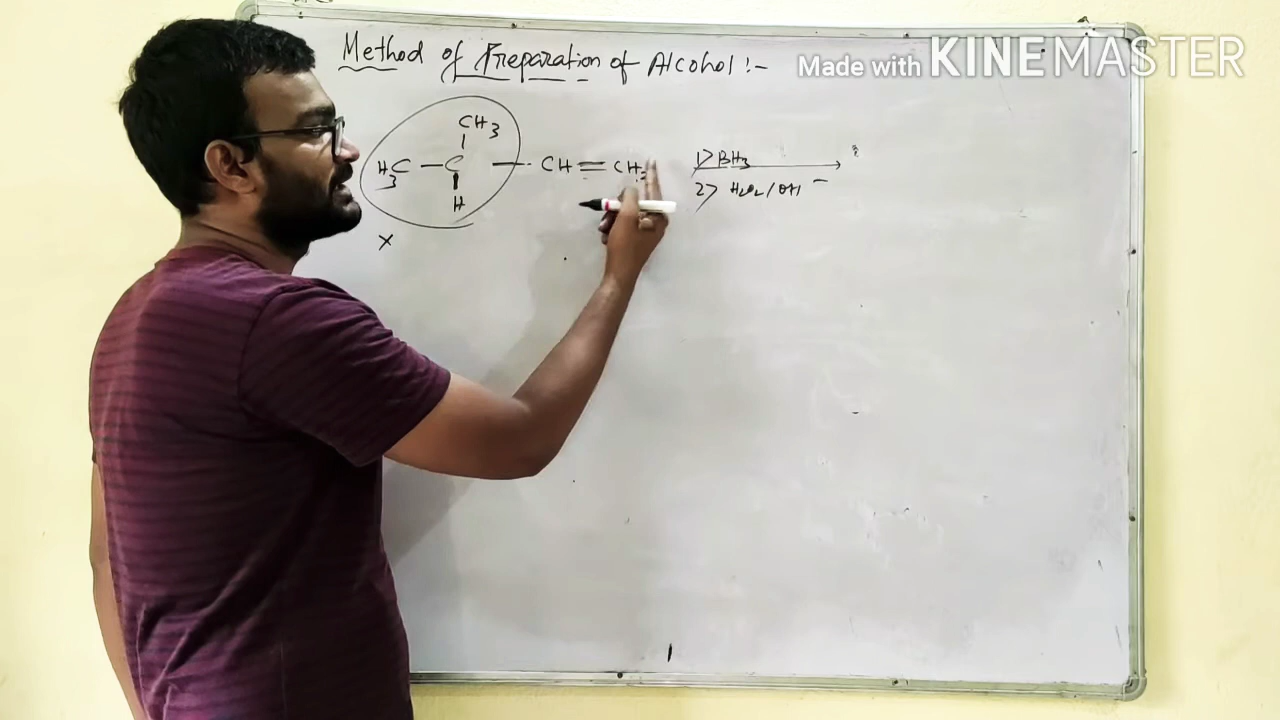 Method of Preparation of Alcohol :-
Made with KINEMASTER
CH3
H3C - C - CH = CH2
H
X
1> BH3
2> H2O2/OH-
?